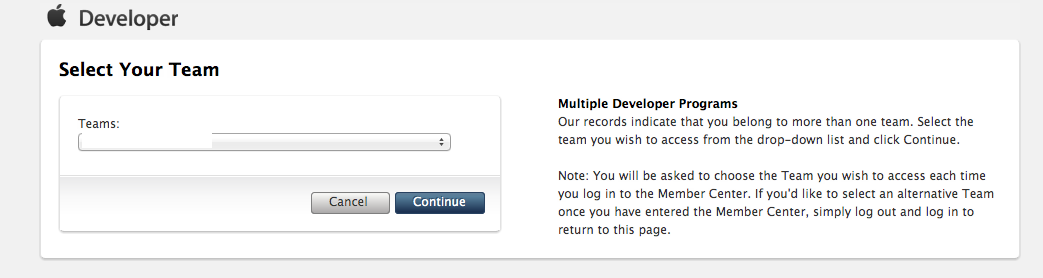 Developer
Select Your Team
Teams:
Cancel
Continue
Multiple Developer Programs
Our records indicate that you belong to more than one team. Select the
team you wish to access from the drop-down list and click Continue.
Note: You will be asked to choose the Team you wish to access each time
you log in to the Member Center. If you'd like to select an alternative Team
once you have entered the Member Center, simply log out and log in to
return to this page.